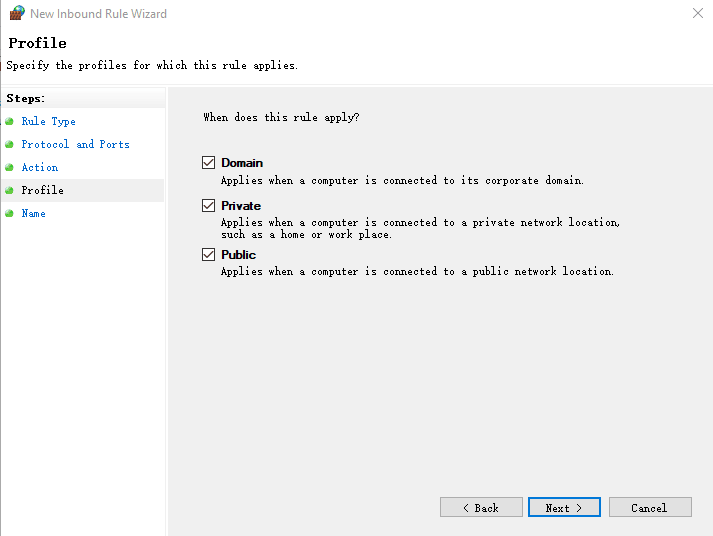 New Inbound Rule Wizard
Profile
Specify the profiles for which this rule applies.
Steps:
Rule Type
Protocol and Ports
Action
Profile
Name
When does this rule apply?
Domain
Applies when a computer is connected to its corporate domain.
Private
Applies when a computer is connected to a private network location,
such as a home or work place.
Public
Applies when a computer is connected to a public network location.
< Back
Next >
Cancel